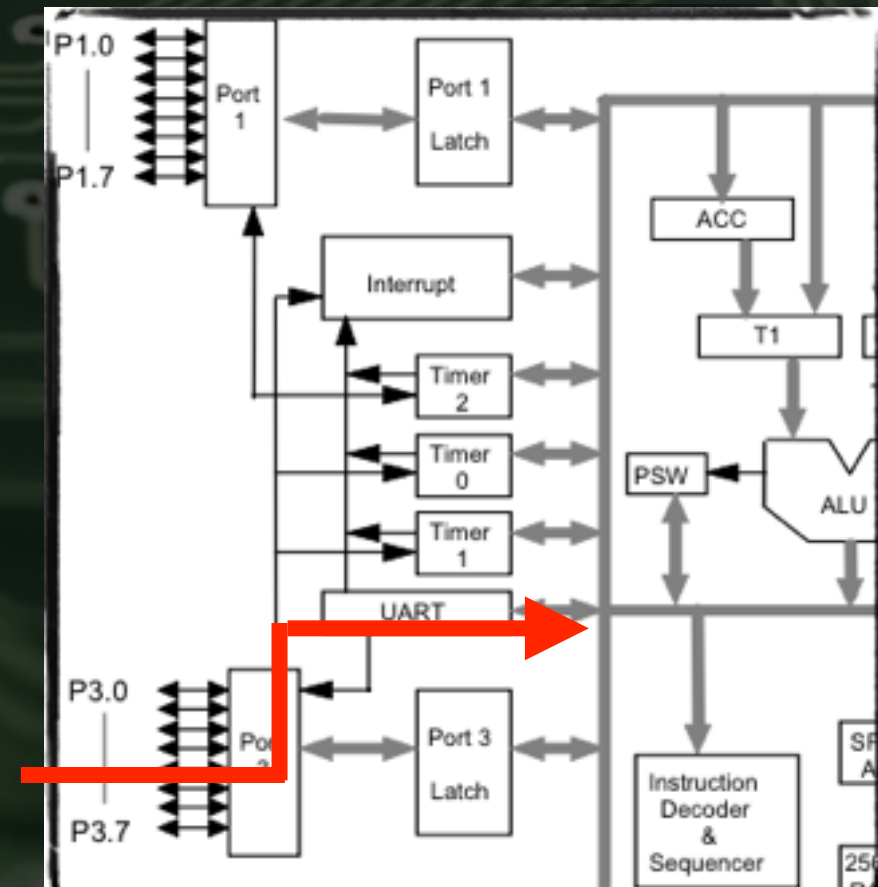 P1.0
P1.7
Port
1
Port 1
Latch
Interrupt
Timer
2
Timer
0
Timer
1
UART
ACC
T1
PSW
ALU
P3.0
P3.7
Port 3
Latch
Instruction
Decoder
&
Sequencer